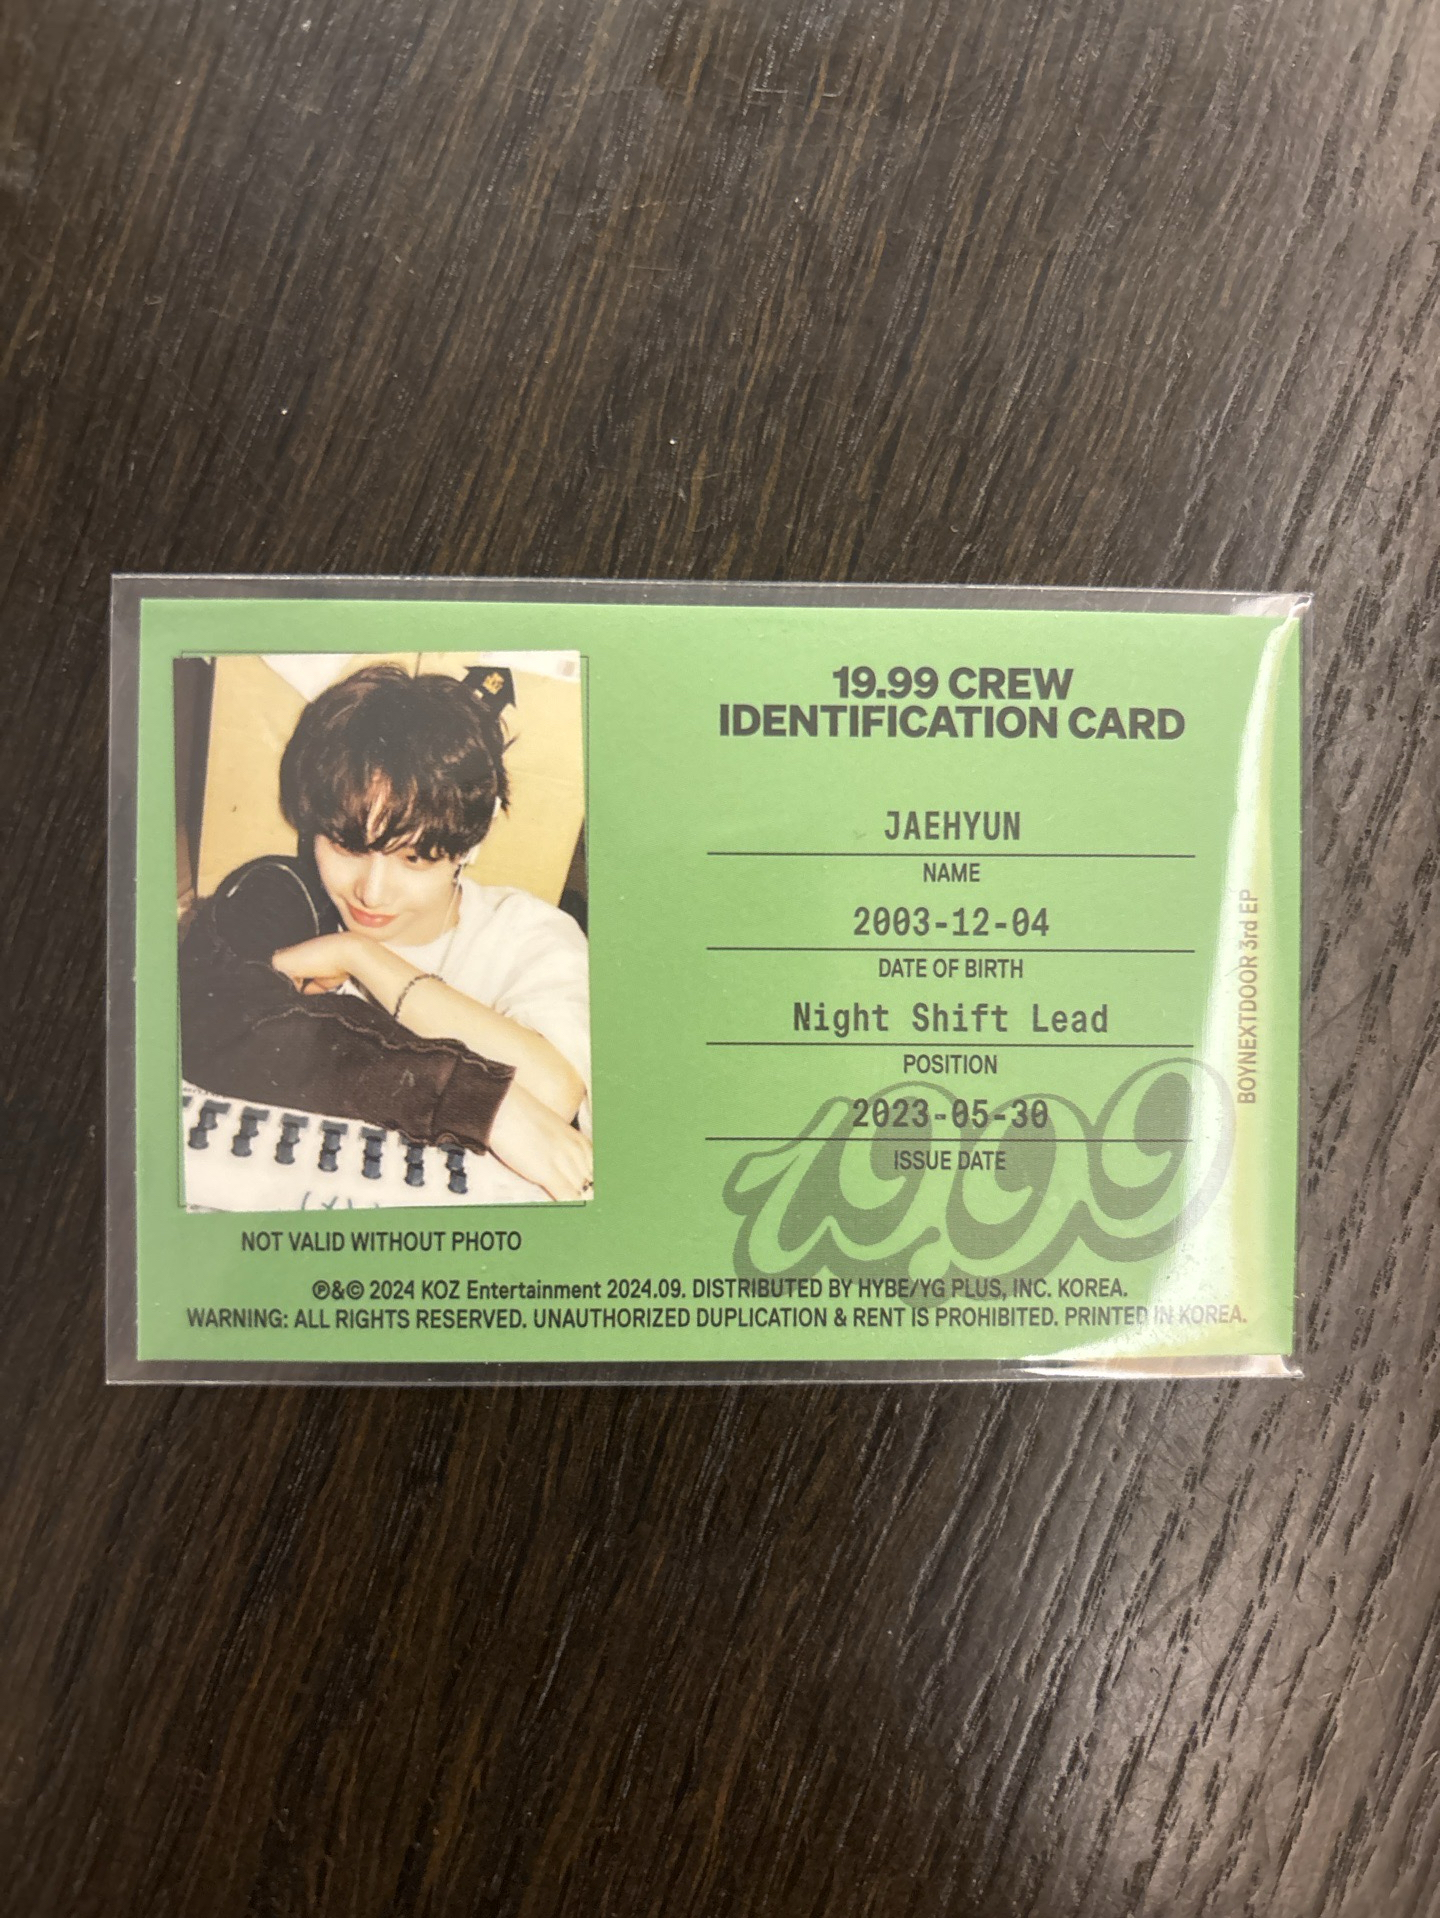 19.99 CREW
IDENTIFICATION CARD
JAEHYUN
NAME
2003-12-04
DATE OF BIRTH
Night Shift Lead
POSITION
2023-05-30
ISSUE DATE
19.99
BOYNEXTDOOR 3rd EP
NOT VALID WITHOUT PHOTO
℗&© 2024 KOZ Entertainment 2024.09. DISTRIBUTED BY HYBE/YG PLUS, INC. KOREA.
WARNING: ALL RIGHTS RESERVED. UNAUTHORIZED DUPLICATION & RENT IS PROHIBITED. PRINTED IN KOREA.